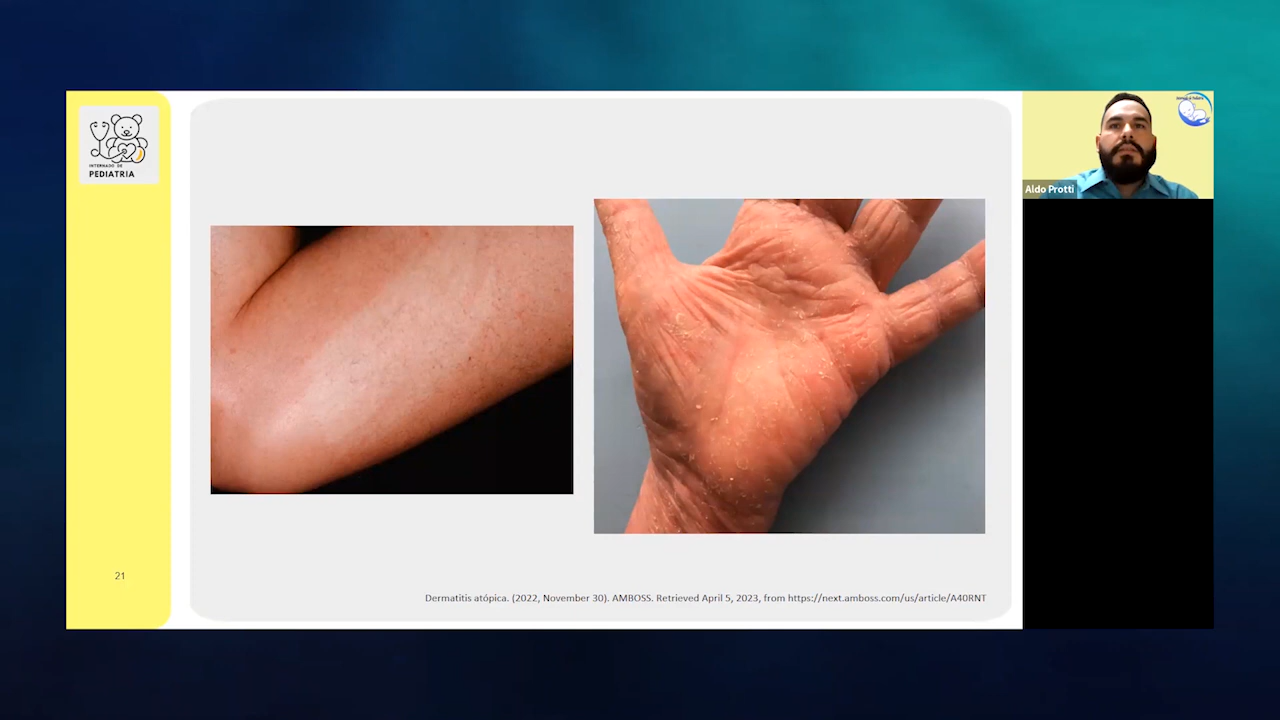 INTERNADO DE
PEDIATRIA
Aldo Protti
21
Dermatitis atópica. (2022, November 30). AMBOSS. Retrieved April 5, 2023, from https://next.amboss.com/us/article/A40RNT